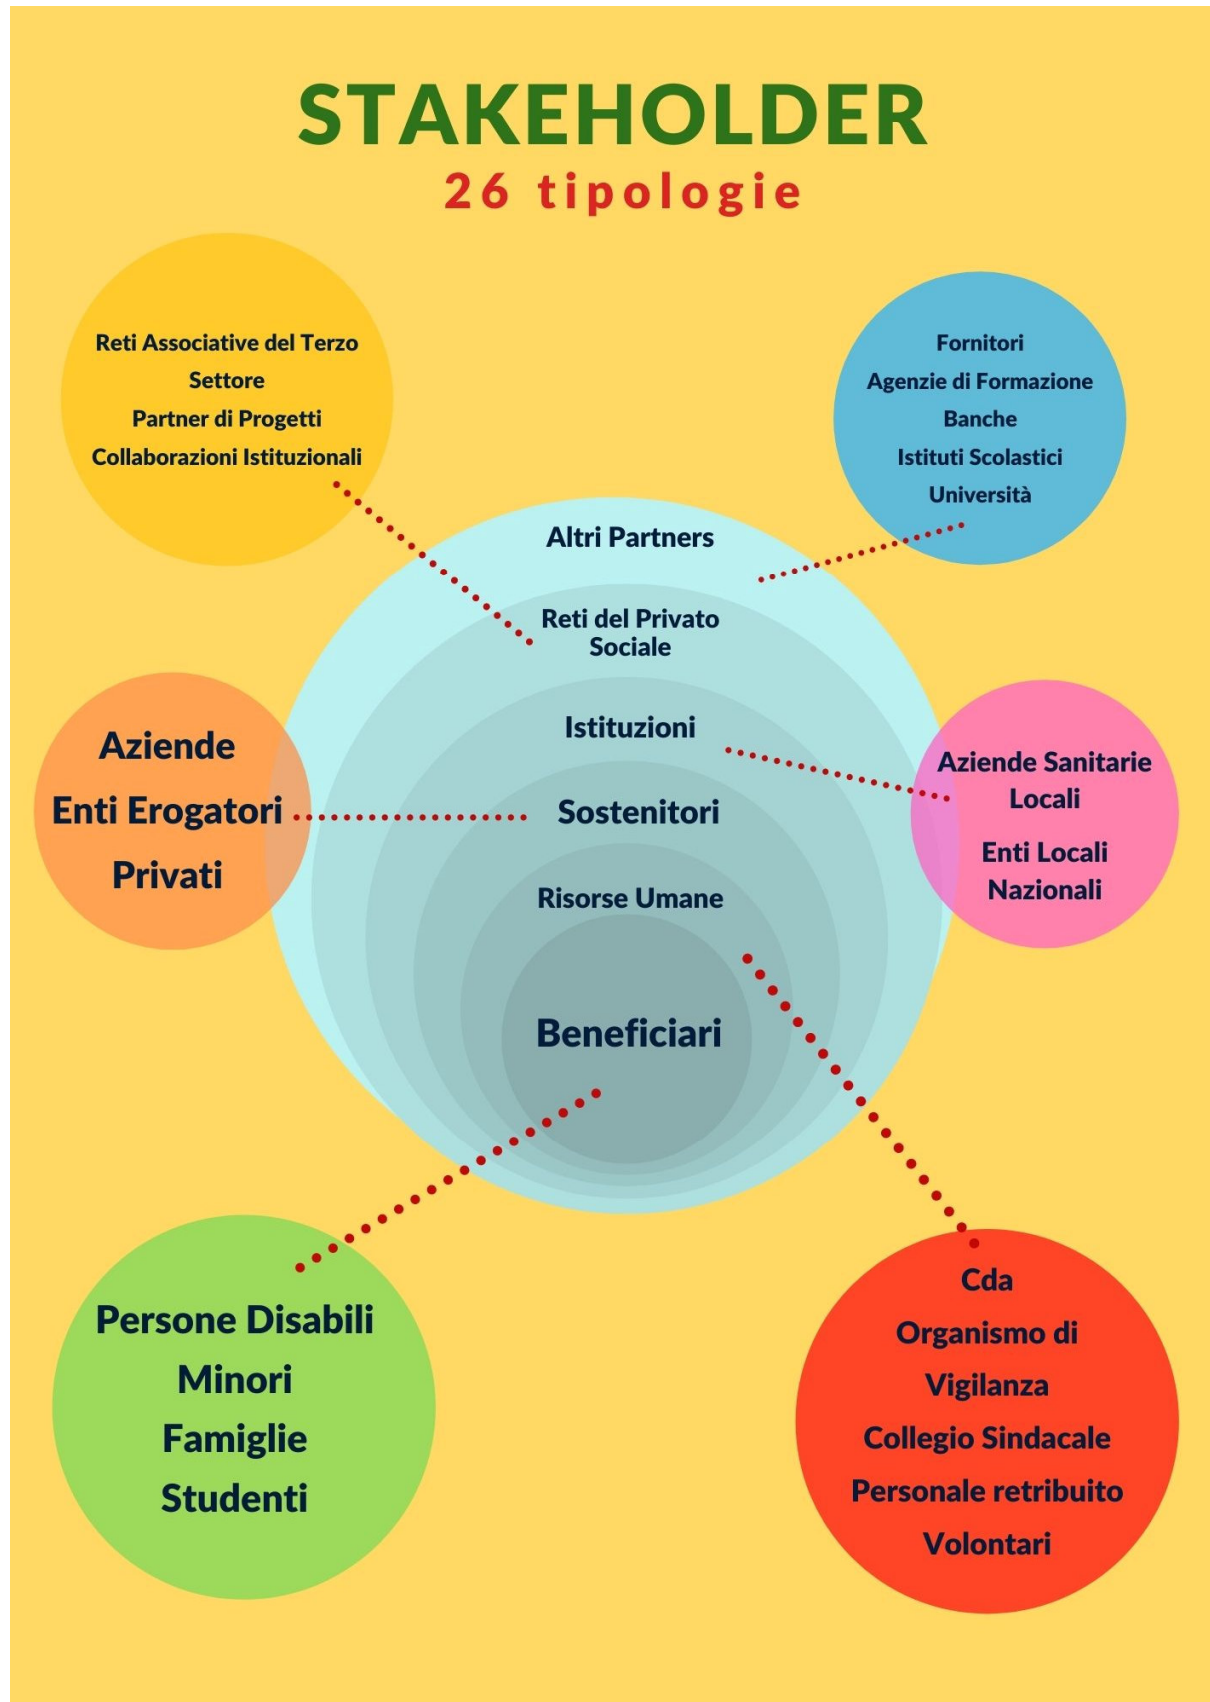 STAKEHOLDER
26 tipologie
Reti Associative del Terzo
Settore
Partner di Progetti
Collaborazioni Istituzionali
Fornitori
Agenzie di Formazione
Banche
Istituti Scolastici
Università
Altri Partners
Reti del Privato
Sociale
Istituzioni
Sostenitori
Risorse Umane
Beneficiari
Aziende
Enti Erogatori
Privati
Aziende Sanitarie
Locali
Enti Locali
Nazionali
Persone Disabili
Minori
Famiglie
Studenti
Cda
Organismo di
Vigilanza
Collegio Sindacale
Personale retribuito
Volontari